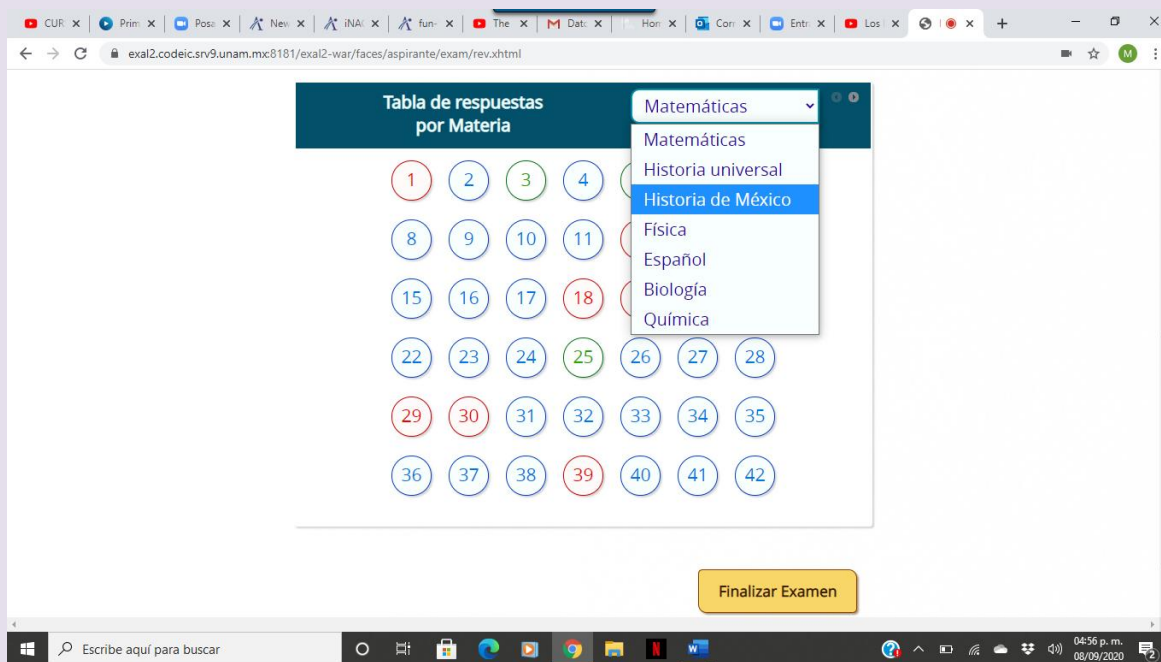 CUR
Prim
Posa
New
iNAI
fun-
The
Dato
Hom
Corr
Entr
Los
exal2.codeic.srv9.unam.mx:8181/exal2-war/faces/aspirante/exam/rev.xhtml
M
Tabla de respuestas
por Materia
Matemáticas
Matemáticas
Historia universal
Historia de México
Física
Español
Biología
Química
1 2 3 4
8 9 10 11
15 16 17 18
22 23 24 25 26 27 28
29 30 31 32 33 34 35
36 37 38 39 40 41 42
Finalizar Examen
Escribe aquí para buscar
04:56 p. m.
08/09/2020
2